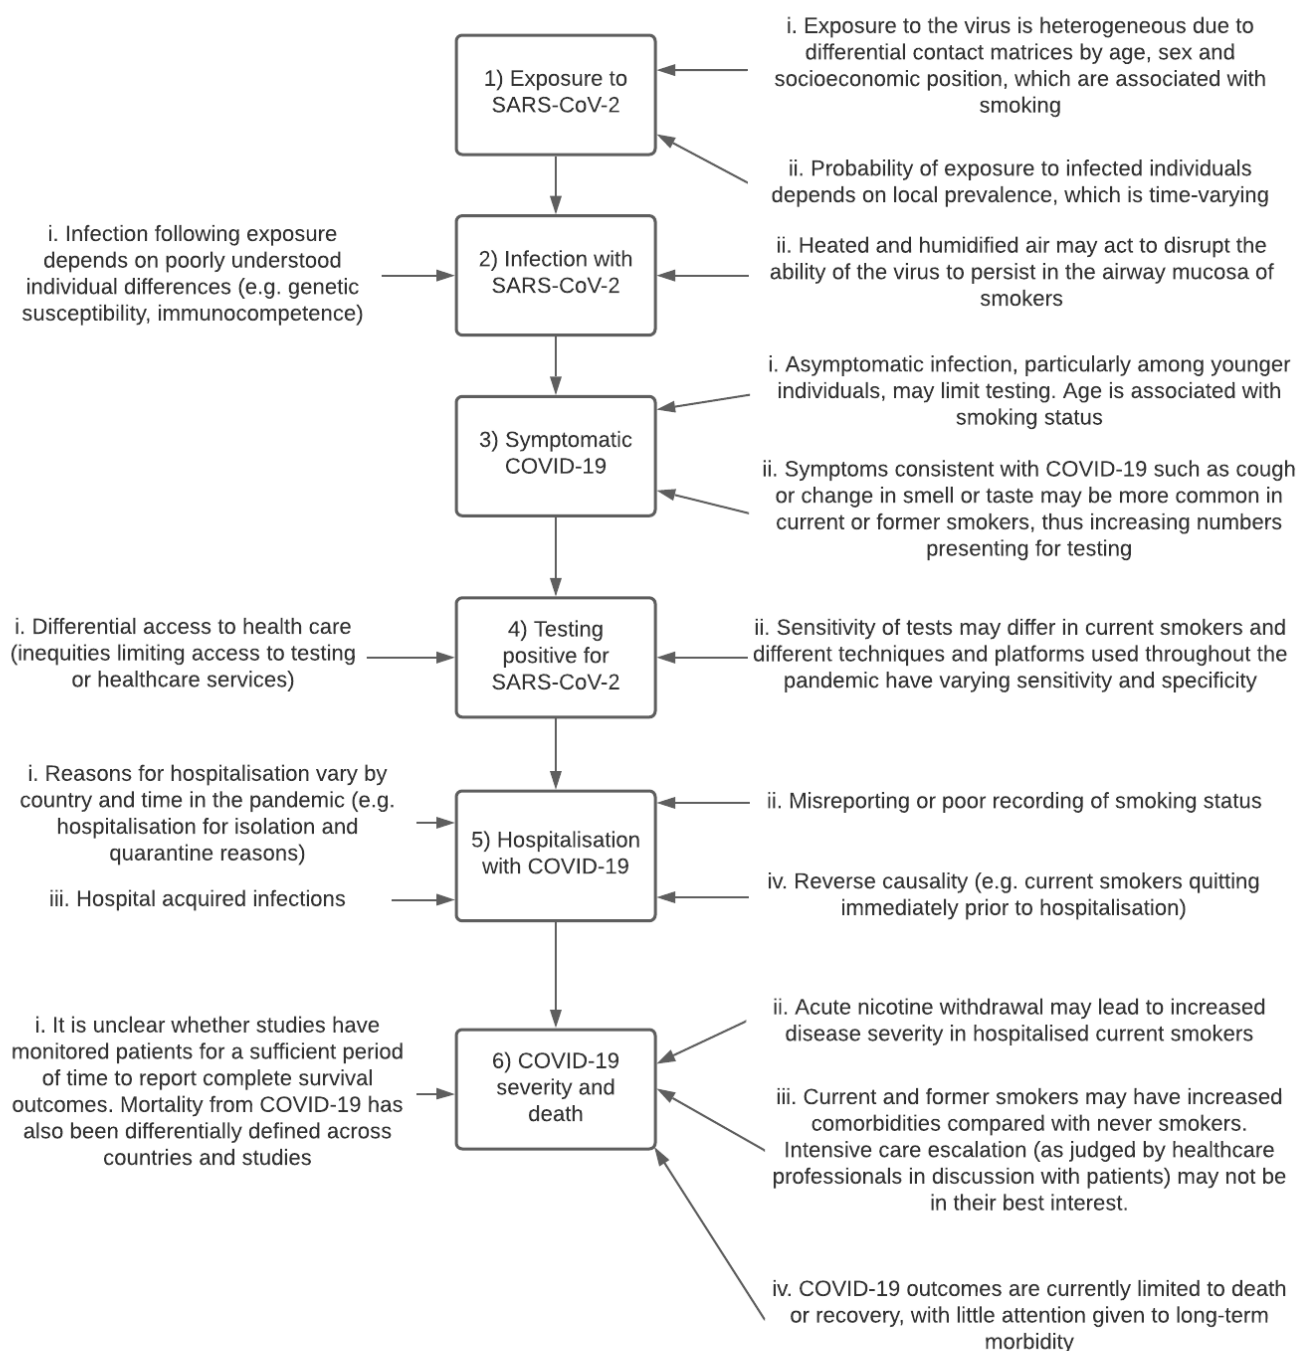 i. Exposure to the virus is heterogeneous due to
differential contact matrices by age, sex and
socioeconomic position, which are associated with
smoking
1) Exposure to
SARS-CoV-2
ii. Probability of exposure to infected individuals
depends on local prevalence, which is time-varying
i. Infection following exposure
depends on poorly understood
individual differences (e.g. genetic
susceptibility, immunocompetence)
2) Infection with
SARS-CoV-2
ii. Heated and humidified air may act to disrupt the
ability of the virus to persist in the airway mucosa of
smokers
i. Asymptomatic infection, particularly among younger
individuals, may limit testing. Age is associated with
smoking status
3) Symptomatic
COVID-19
ii. Symptoms consistent with COVID-19 such as cough
or change in smell or taste may be more common in
current or former smokers, thus increasing numbers
presenting for testing
i. Differential access to health care
(inequities limiting access to testing
or healthcare services)
4) Testing
positive for
SARS-CoV-2
ii. Sensitivity of tests may differ in current smokers and
different techniques and platforms used throughout the
pandemic have varying sensitivity and specificity
i. Reasons for hospitalisation vary by
country and time in the pandemic (e.g.
hospitalisation for isolation and
quarantine reasons)
5) Hospitalisation
with COVID-19
ii. Misreporting or poor recording of smoking status
iii. Hospital acquired infections
iv. Reverse causality (e.g. current smokers quitting
immediately prior to hospitalisation)
i. It is unclear whether studies have
monitored patients for a sufficient period
of time to report complete survival
outcomes. Mortality from COVID-19 has
also been differentially defined across
countries and studies
6) COVID-19
severity and
death
ii. Acute nicotine withdrawal may lead to increased
disease severity in hospitalised current smokers
iii. Current and former smokers may have increased
comorbidities compared with never smokers.
Intensive care escalation (as judged by healthcare
professionals in discussion with patients) may not be
in their best interest.
iv. COVID-19 outcomes are currently limited to death
or recovery, with little attention given to long-term
morbidity